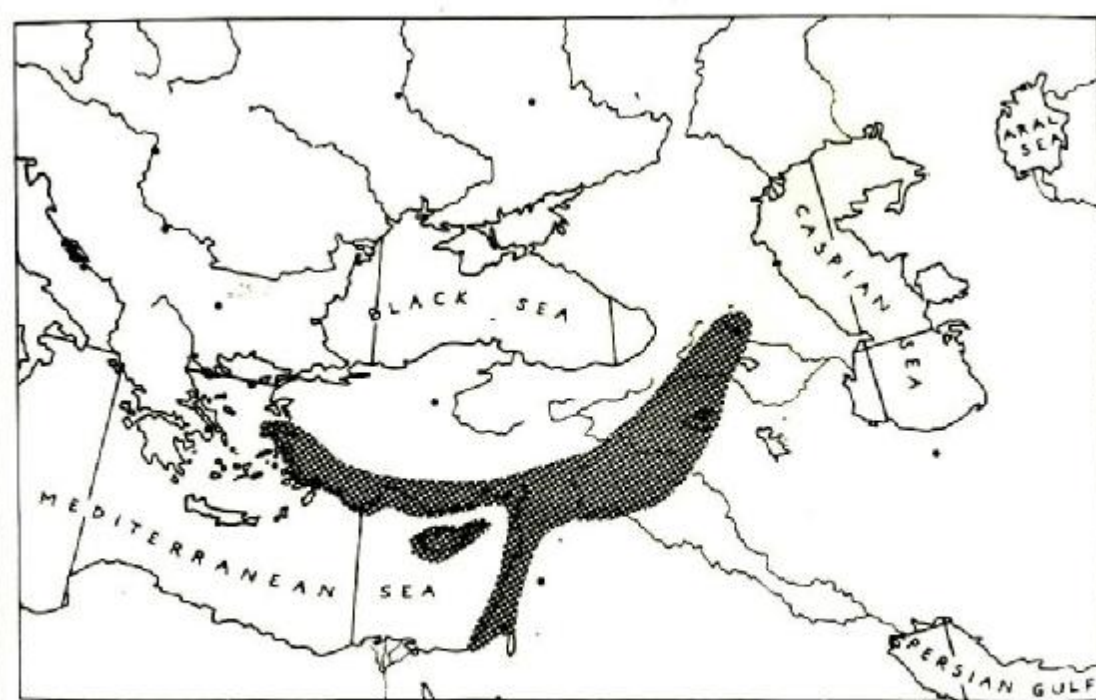 ARAL
SEA
CASPIAN
SEA
BLACK SEA
MEDITERRANEAN SEA
PERSIAN GULF